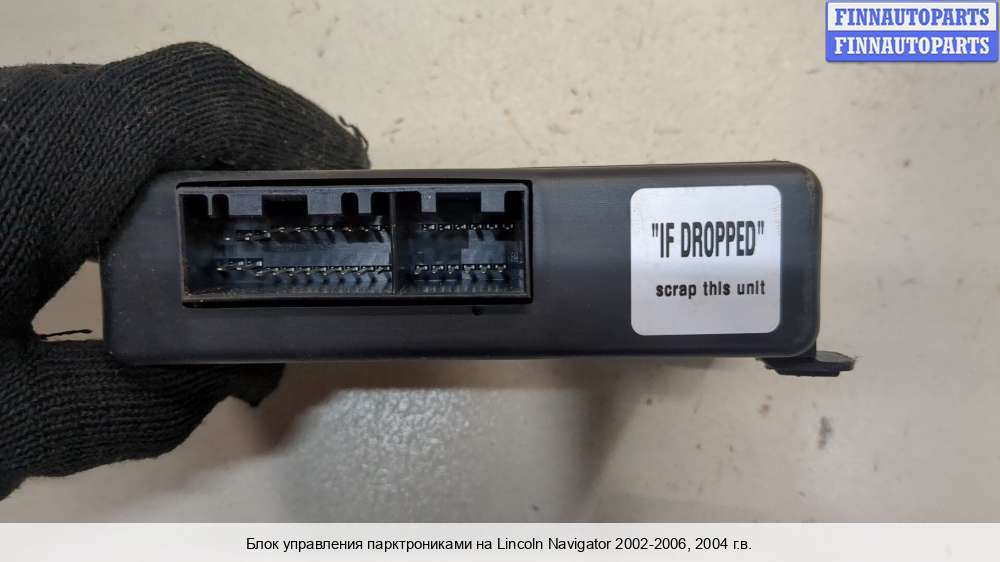 FINNAUTOPARTS
FINNAUTOPARTS
"IF DROPPED"
scrap this unit
Блок управления парктрониками на Lincoln Navigator 2002-2006, 2004 г.в.